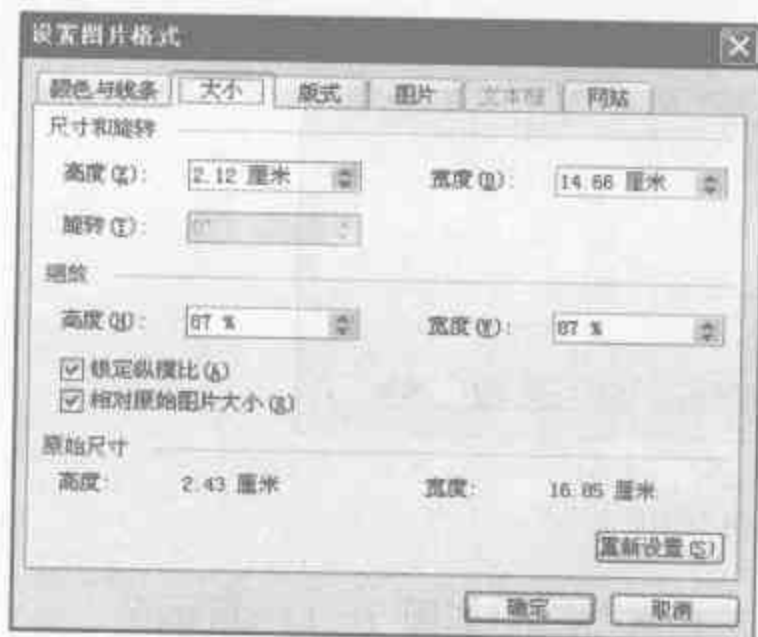 设置图片格式
颜色与线条 大小 版式 图片 文本框 网站
尺寸和旋转
高度(E): 2.12 厘米 宽度(D): 14.66 厘米
旋转(T): 0°
缩放
高度(H): 87 % 宽度(W): 87 %
锁定纵横比(A)
相对原始图片大小(R)
原始尺寸
高度: 2.43 厘米 宽度: 16.85 厘米
重新设置(S)
确定 取消